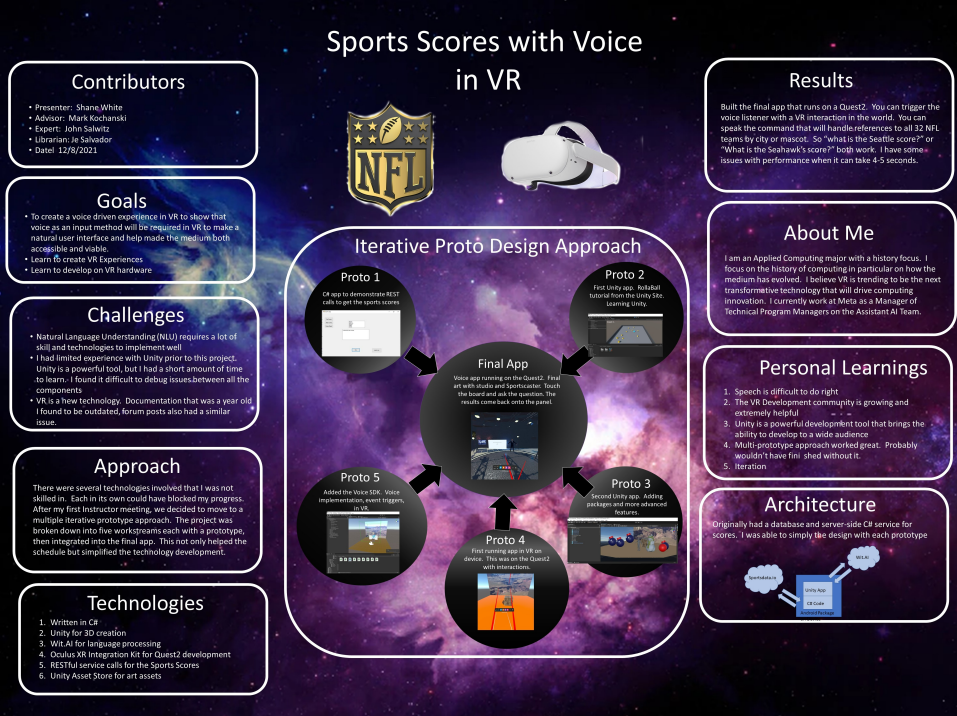 Sports Scores with Voice
in VR
Contributors
• Presenter: Shane White
• Advisor: Mark Kochanski
• Expert: John Salwitz
• Librarian: Je Salvador
• Datel 12/8/2021
Goals
• To create a voice driven experience in VR to show that
voice as an input method will be required in VR to make a
natural user interface and help made the medium both
accessible and viable.
• Learn to create VR Experiences
• Learn to develop on VR hardware
Challenges
• Natural Language Understanding (NLU) requires a lot of
skill and technologies to implement well
• I had limited experience with Unity prior to this project.
Unity is a powerful tool, but I had a short amount of time
to learn. I found it difficult to debug issues between all the
components
• VR is a new technology. Documentation that was a year old
I found to be outdated, forum posts also had a similar
issue.
Approach
There were several technologies involved that I was not
skilled in. Each in its own could have blocked my progress.
After my first Instructor meeting, we decided to move to a
multiple iterative prototype approach. The project was
broken down into five workstreams each with a prototype,
then integrated into the final app. This not only helped the
schedule but simplified the technology development.
Technologies
1. Written in C#
2. Unity for 3D creation
3. Wit.AI for language processing
4. Oculus XR Integration Kit for Quest2 development
5. RESTful service calls for the Sports Scores
6. Unity Asset Store for art assets
NFL
Iterative Proto Design Approach
Proto 1
C# app to demonstrate REST
calls to get the sports scores
Proto 2
First Unity app. RollaBall
tutorial from the Unity Site.
Learning Unity.
Final App
Voice app running on the Quest2. Final
art with studio and Sportscaster. Touch
the board and ask the question. The
results come back onto the panel.
Proto 5
Added the Voice SDK. Voice
implementation, event triggers,
in VR.
Proto 3
Second Unity app. Adding
packages and more advanced
features.
Proto 4
First running app in VR on
device. This was on the Quest2
with interactions.
Results
Built the final app that runs on a Quest2. You can trigger the
voice listener with a VR interaction in the world. You can
speak the command that will handle references to all 32 NFL
teams by city or mascot. So "what is the Seattle score?" or
"What is the Seahawk's score?" both work. I have some
issues with performance when it can take 4-5 seconds.
About Me
I am an Applied Computing major with a history focus. I
focus on the history of computing in particular on how the
medium has evolved. I believe VR is trending to be the next
transformative technology that will drive computing
innovation. I currently work at Meta as a Manager of
Technical Program Managers on the Assistant AI Team.
Personal Learnings
1. Speech is difficult to do right
2. The VR Development community is growing and
extremely helpful
3. Unity is a powerful development tool that brings the
ability to develop to a wide audience
4. Multi-prototype approach worked great. Probably
wouldn't have fini shed without it.
5. Iteration
Architecture
Originally had a database and server-side C# service for
scores. I was able to simply the design with each prototype
Wit.AI
Sportsdata.io
Unity App
C# Code
Android Package